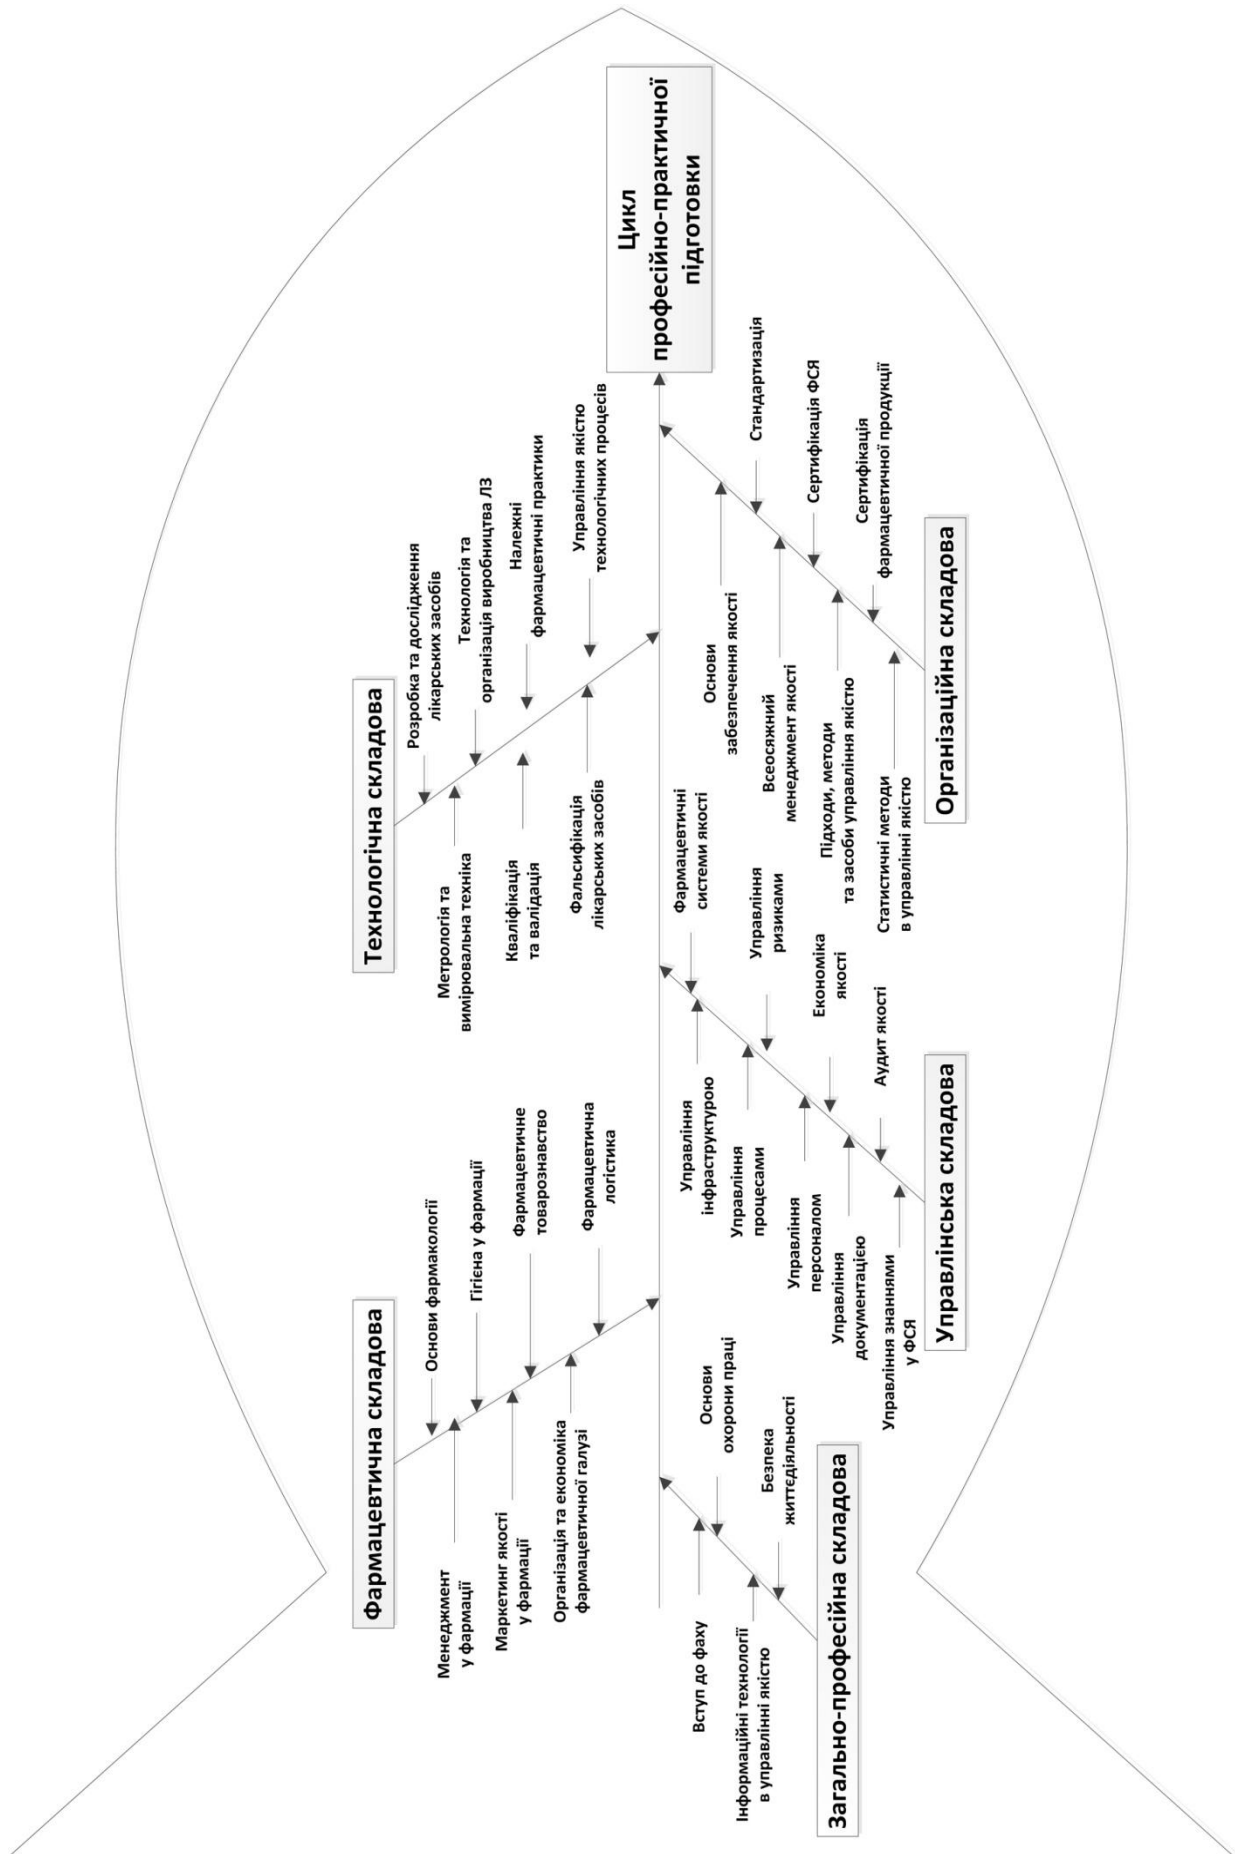 Цикл
професійно-практичної
підготовки
Фармацевтична складова
Основи фармакології
Гігієна у фармації
Фармацевтичне
товарознавство
Фармацевтична
логістика
Менеджмент
у фармації
Маркетинг якості
у фармації
Організація та економіка
фармацевтичної галузі
Технологічна складова
Розробка та дослідження
лікарських засобів
Технологія та
організація виробництва ЛЗ
Належні
фармацевтичні практики
Управління якістю
технологічних процесів
Метрологія та
вимірювальна техніка
Кваліфікація
та валідація
Фальсифікація
лікарських засобів
Вступ до фаху
Інформаційні технології
в управлінні якістю
Основи
охорони праці
Безпека
життєдіяльності
Загально-професійна складова
Управління
інфраструктурою
Управління
процесами
Управління
персоналом
Управління
документацією
Управління знаннями
у ФСЯ
Фармацевтичні
системи якості
Управління
ризиками
Економіка
якості
Аудит якості
Управлінська складова
Основи
забезпечення якості
Всеосяжний
менеджмент якості
Підходи, методи
та засоби управління якістю
Статистичні методи
в управлінні якістю
Стандартизація
Сертифікація ФСЯ
Сертифікація
фармацевтичної продукції
Організаційна складова